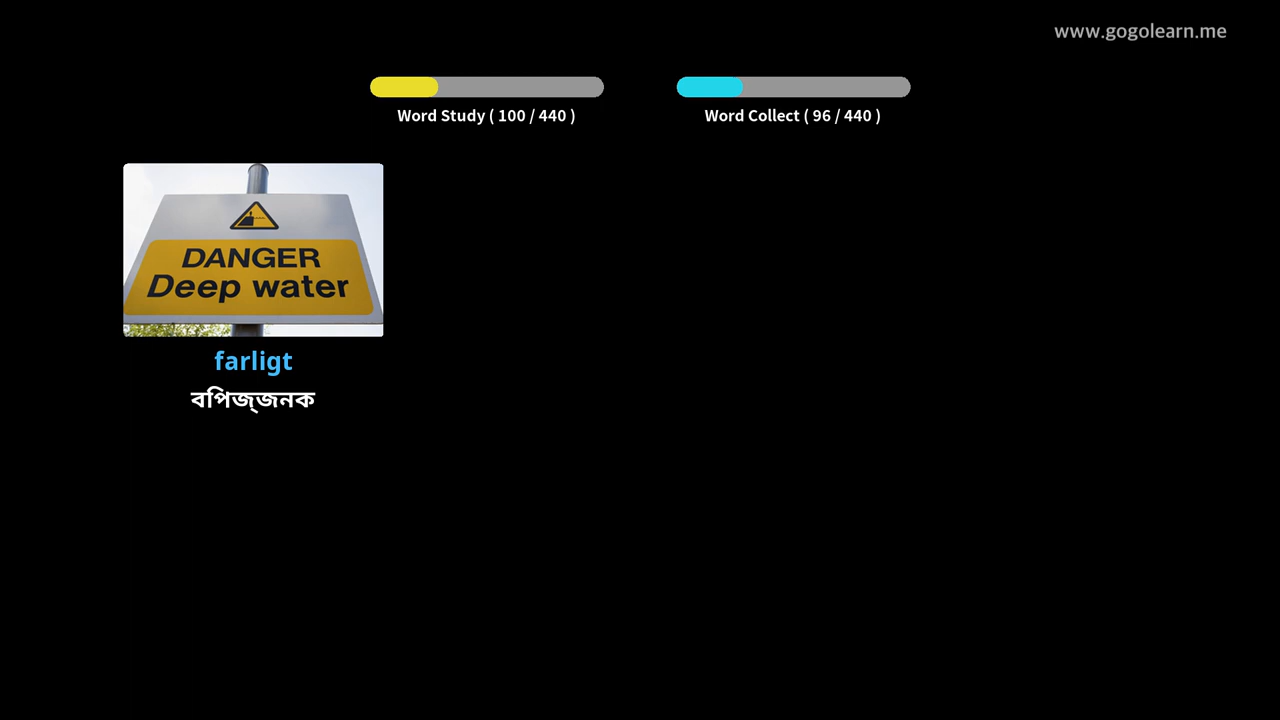 www.gogolearn.me
Word Study ( 100 / 440 )
Word Collect ( 96 / 440 )
DANGER
Deep water
farligt
বপিজ্‌জনক